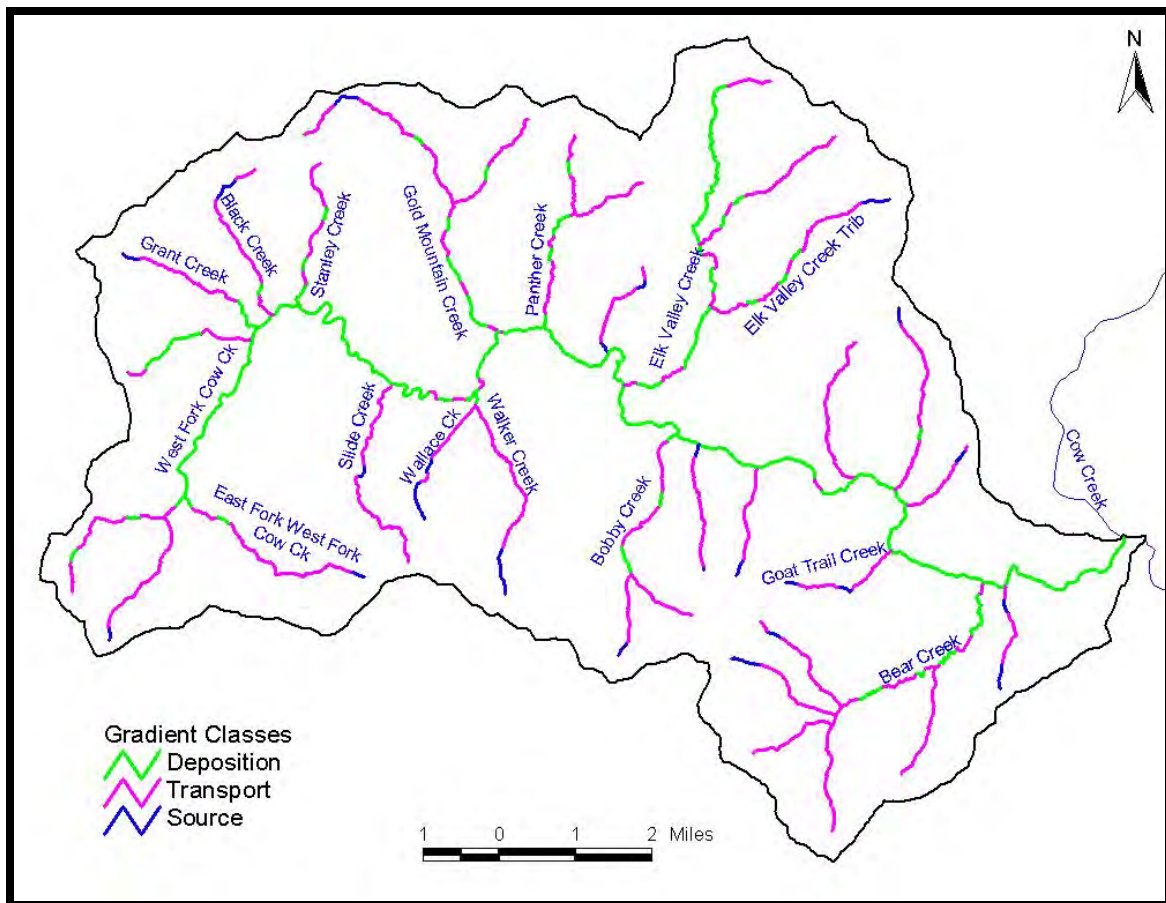 N
Black Creek
Grant Creek
Stanley Creek
Gold Mountain Creek
Panther Creek
Elk Valley Creek
Elk Valley Creek Trib
West Fork Cow Ck
Slide Creek
Wallace Ck
Walker Creek
Cow Creek
East Fork West Fork
Cow Ck
Bobby Creek
Goat Trail Creek
Bear Creek
Gradient Classes
Deposition
Transport
Source
1 0 1 2 Miles